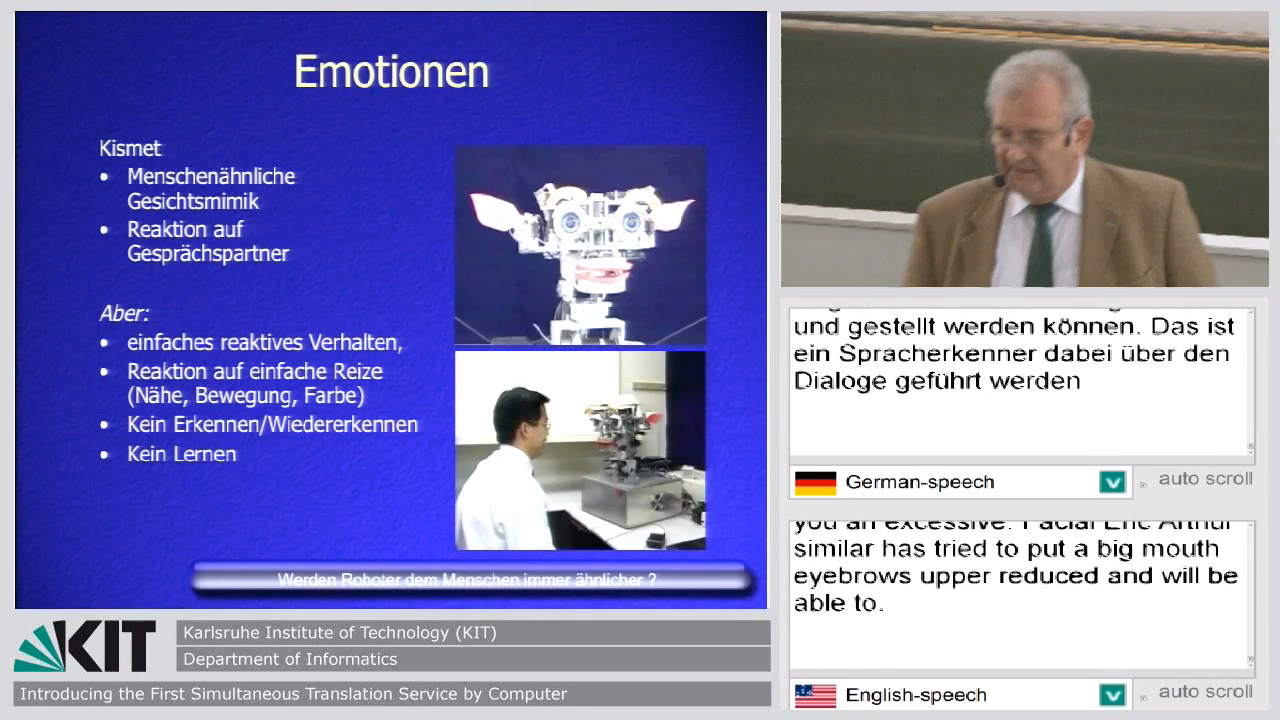 Emotionen
Kismet
• Menschenähnliche
Gesichtsmimik
• Reaktion auf
Gesprächspartner
Aber:
• einfaches reaktives Verhalten,
• Reaktion auf einfache Reize
(Nähe, Bewegung, Farbe)
• Kein Erkennen/Wiedererkennen
• Kein Lernen
Werden Roboter dem Menschen immer ähnlicher ?
und gestellt werden können. Das ist
ein Spracherkenner dabei über den
Dialoge geführt werden
German-speech
auto scroll
you an excessive. Facial Eric Arthur
similar has tried to put a big mouth
eyebrows upper reduced and will be
able to.
English-speech
auto scroll
KIT
Karlsruhe Institute of Technology (KIT)
Department of Informatics
Introducing the First Simultaneous Translation Service by Computer